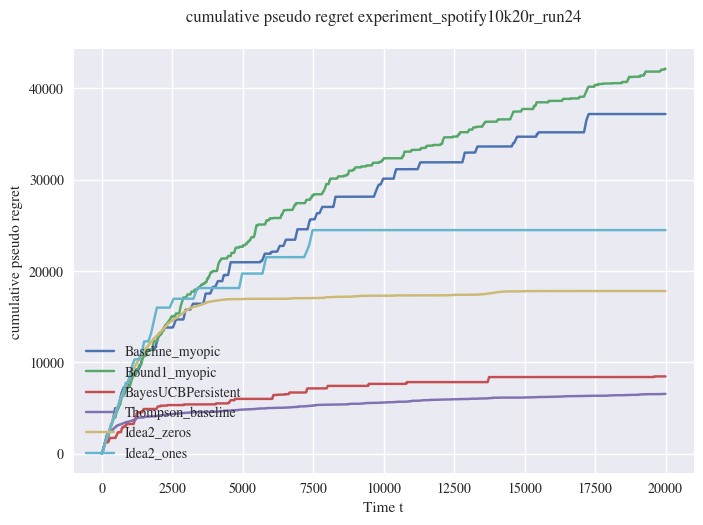 cumulative pseudo regret experiment_spotify10k20r_run24
cumulative pseudo regret
40000
30000
20000
10000
0
Baseline_myopic
Bound1_myopic
BayesUCBPersistent
Thompson_baseline
Idea2_zeros
Idea2_ones
0 2500 5000 7500 10000 12500 15000 17500 20000
Time t